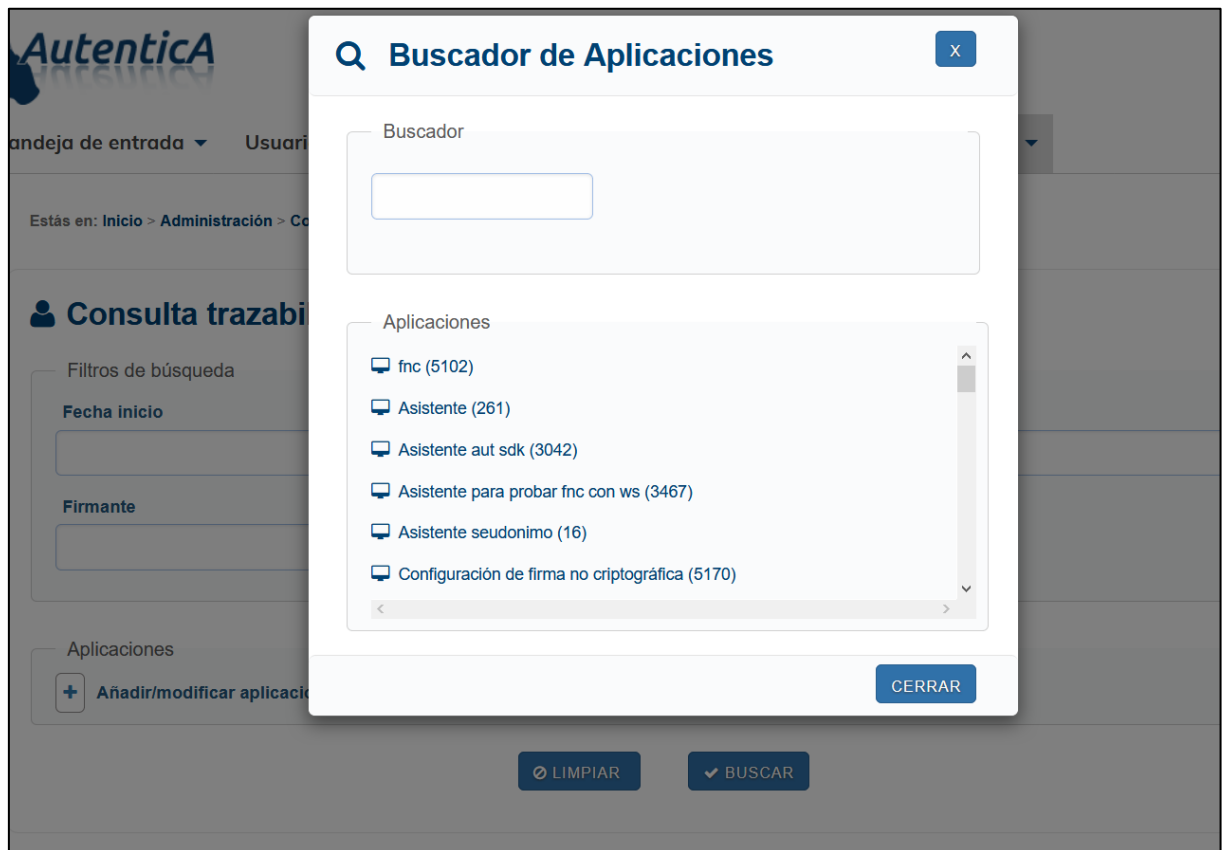 AutenticA
Buscador de Aplicaciones
X
andeja de entrada
Usuari
Buscador
Estás en: Inicio > Administración > Co
Consulta trazabi
Aplicaciones
Filtros de búsqueda
fnc (5102)
Fecha inicio
Asistente (261)
Asistente aut sdk (3042)
Asistente para probar fnc con ws (3467)
Firmante
Asistente seudonimo (16)
Configuración de firma no criptográfica (5170)
Aplicaciones
Añadir/modificar aplicacio
CERRAR
LIMPIAR
BUSCAR